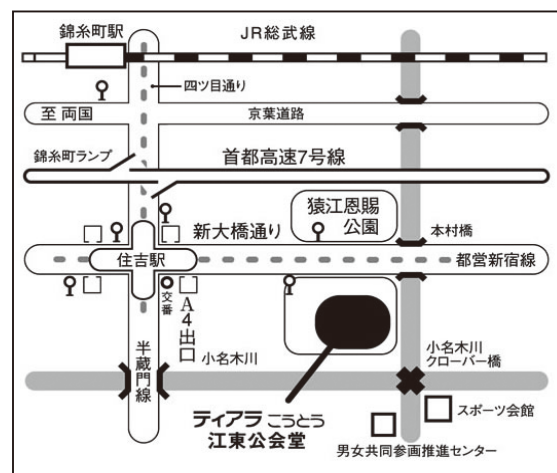 錦糸町駅
JR総武線
四ツ目通り
至 両国
京葉道路
錦糸町ランプ
首都高速7号線
猿江恩賜
公園
新大橋通り
本村橋
住吉駅
都営新宿線
交番
A4出口
半蔵門線
小名木川
小名木川
クローバー橋
ティアラこうとう
江東公会堂
スポーツ会館
男女共同参画推進センター